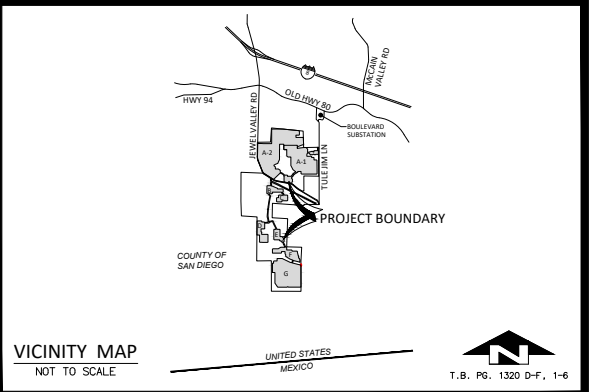 McCAIN
VALLEY RD
8
HWY 94
OLD HWY 80
JEWEL VALLEY RD
BOULEVARD
SUBSTATION
A-2
A-1
TULE JIM LN
B
PROJECT BOUNDARY
D
E
COUNTY OF
SAN DIEGO
F
G
VICINITY MAP
NOT TO SCALE
UNITED STATES
MEXICO
N
T.B. PG. 1320 D-F, 1-6